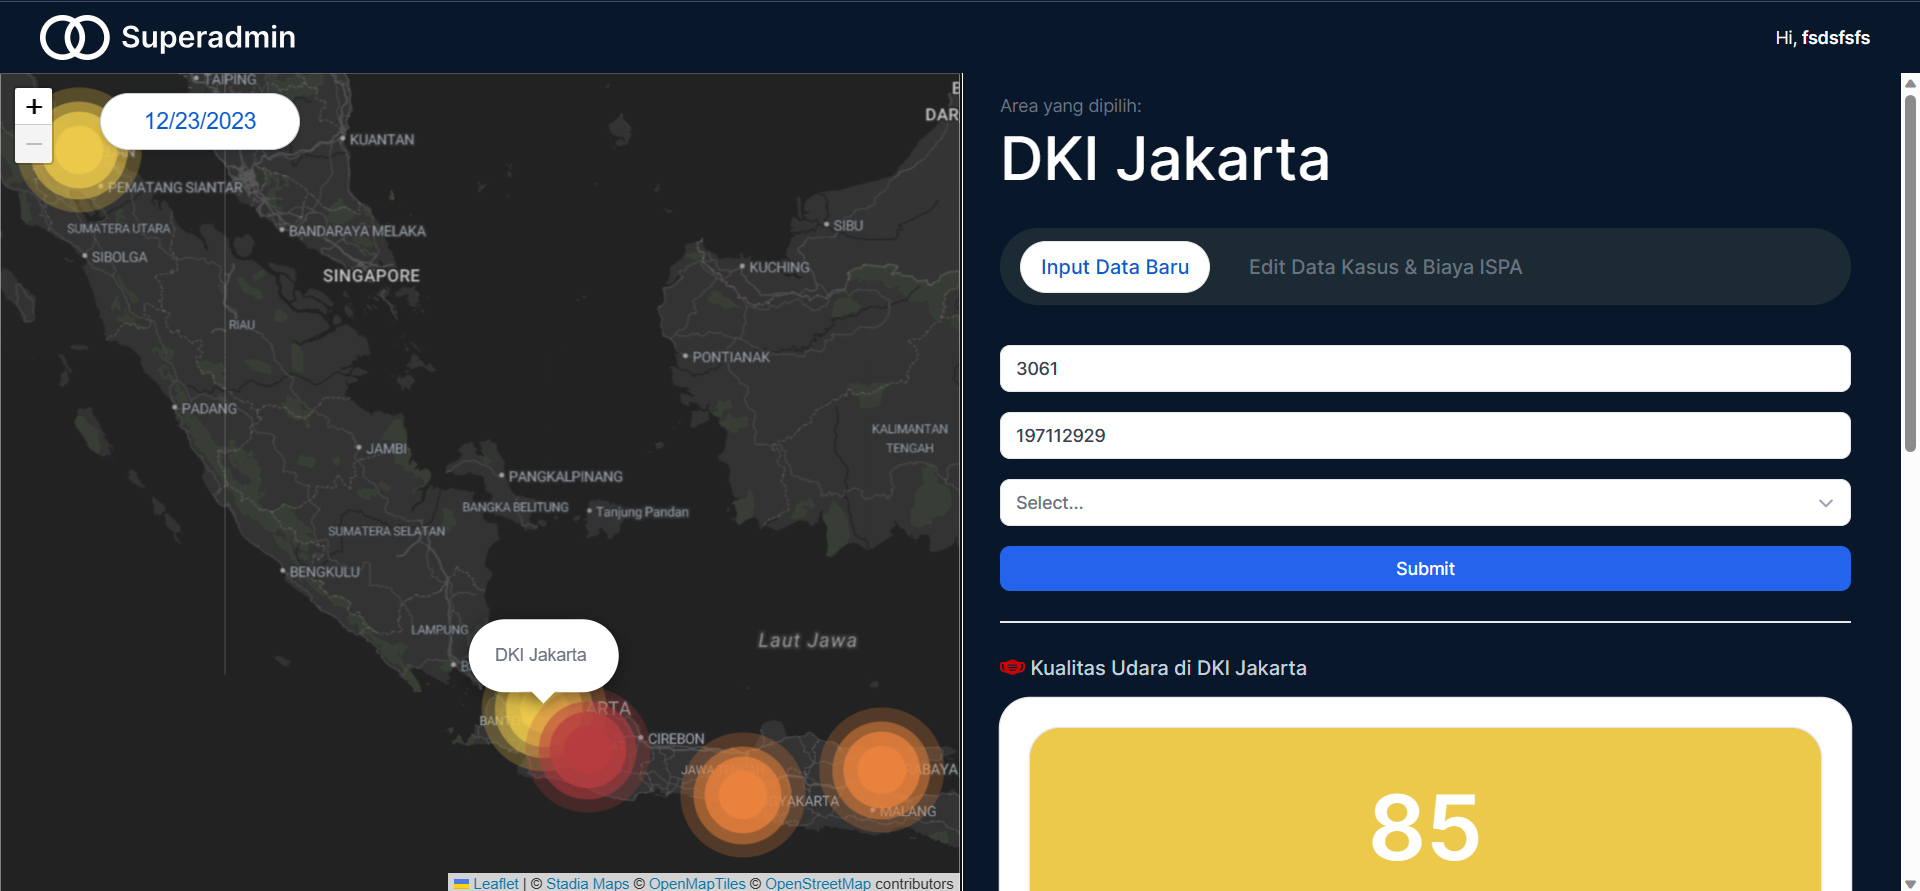 Superadmin
Hi, fsdsfsfs
+
12/23/2023
−
TAIPING
KUANTAN
DAR
PEMATANG SIANTAR
SUMATERA UTARA
BANDARAYA MELAKA
SIBU
SIBOLGA
SINGAPORE
KUCHING
RIAU
PONTIANAK
PADANG
KALIMANTAN
TENGAH
JAMBI
PANGKALPINANG
BANGKA BELITUNG
Tanjung Pandan
SUMATERA SELATAN
BENGKULU
LAMPUNG
Laut Jawa
DKI Jakarta
ARTA
BANTE
CIREBON
JAWA
ABAYA
YAKARTA
MALANG
Leaflet | © Stadia Maps © OpenMapTiles © OpenStreetMap contributors
Area yang dipilih:
DKI Jakarta
Input Data Baru
Edit Data Kasus & Biaya ISPA
3061
197112929
Select...
Submit
Kualitas Udara di DKI Jakarta
85